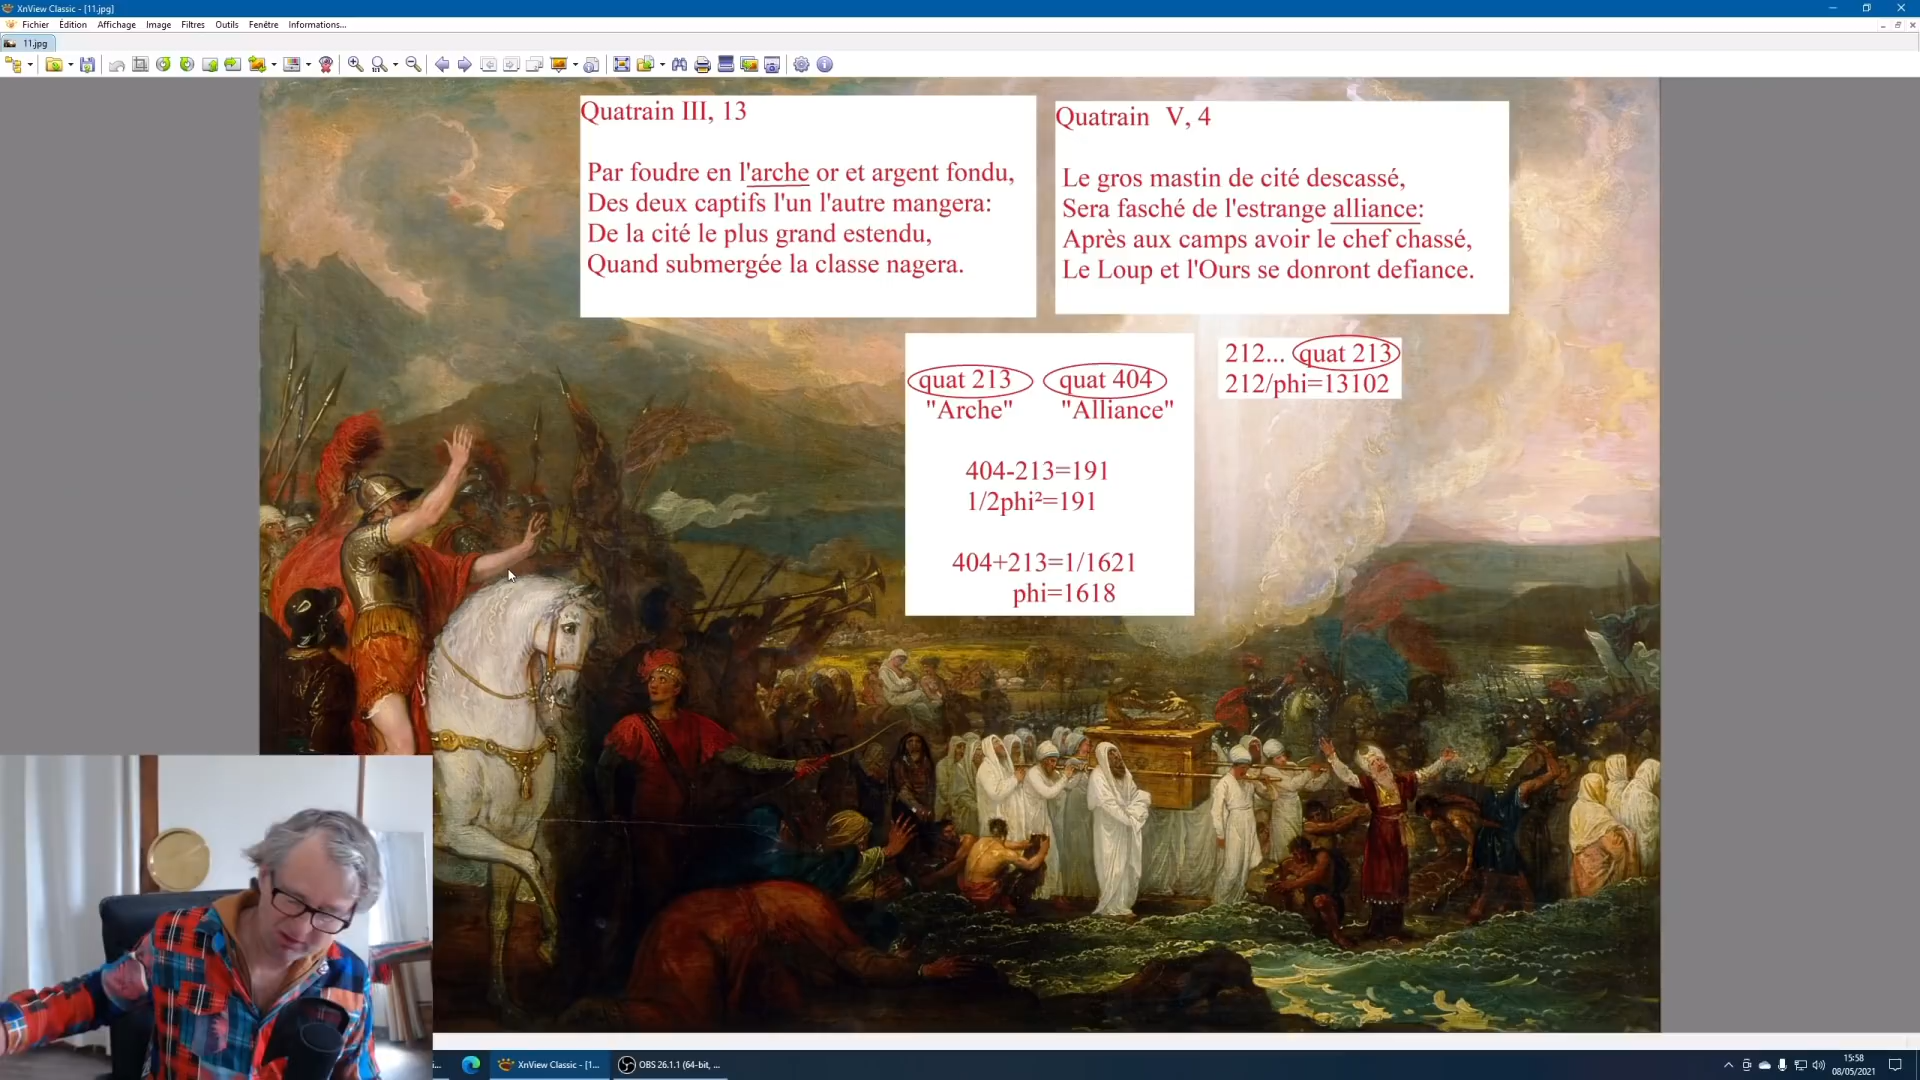 XnView Classic - [11.jpg]
Fichier Édition Affichage Image Filtres Outils Fenêtre Informations...
11.jpg
Quatrain III, 13
Par foudre en l'arche or et argent fondu,
Des deux captifs l'un l'autre mangera:
De la cité le plus grand estendu,
Quand submergée la classe nagera.
Quatrain V, 4
Le gros mastin de cité descassé,
Sera fasché de l'estrange alliance:
Après aux camps avoir le chef chassé,
Le Loup et l'Ours se donront defiance.
quat 213 quat 404
"Arche" "Alliance"
404-213=191
1/2phi²=191
404+213=1/1621
phi=1618
212... quat 213
212/phi=13102
XnView Classic - [1... OBS 26.1.1 (64-bit, ...
15:58
08/05/2021